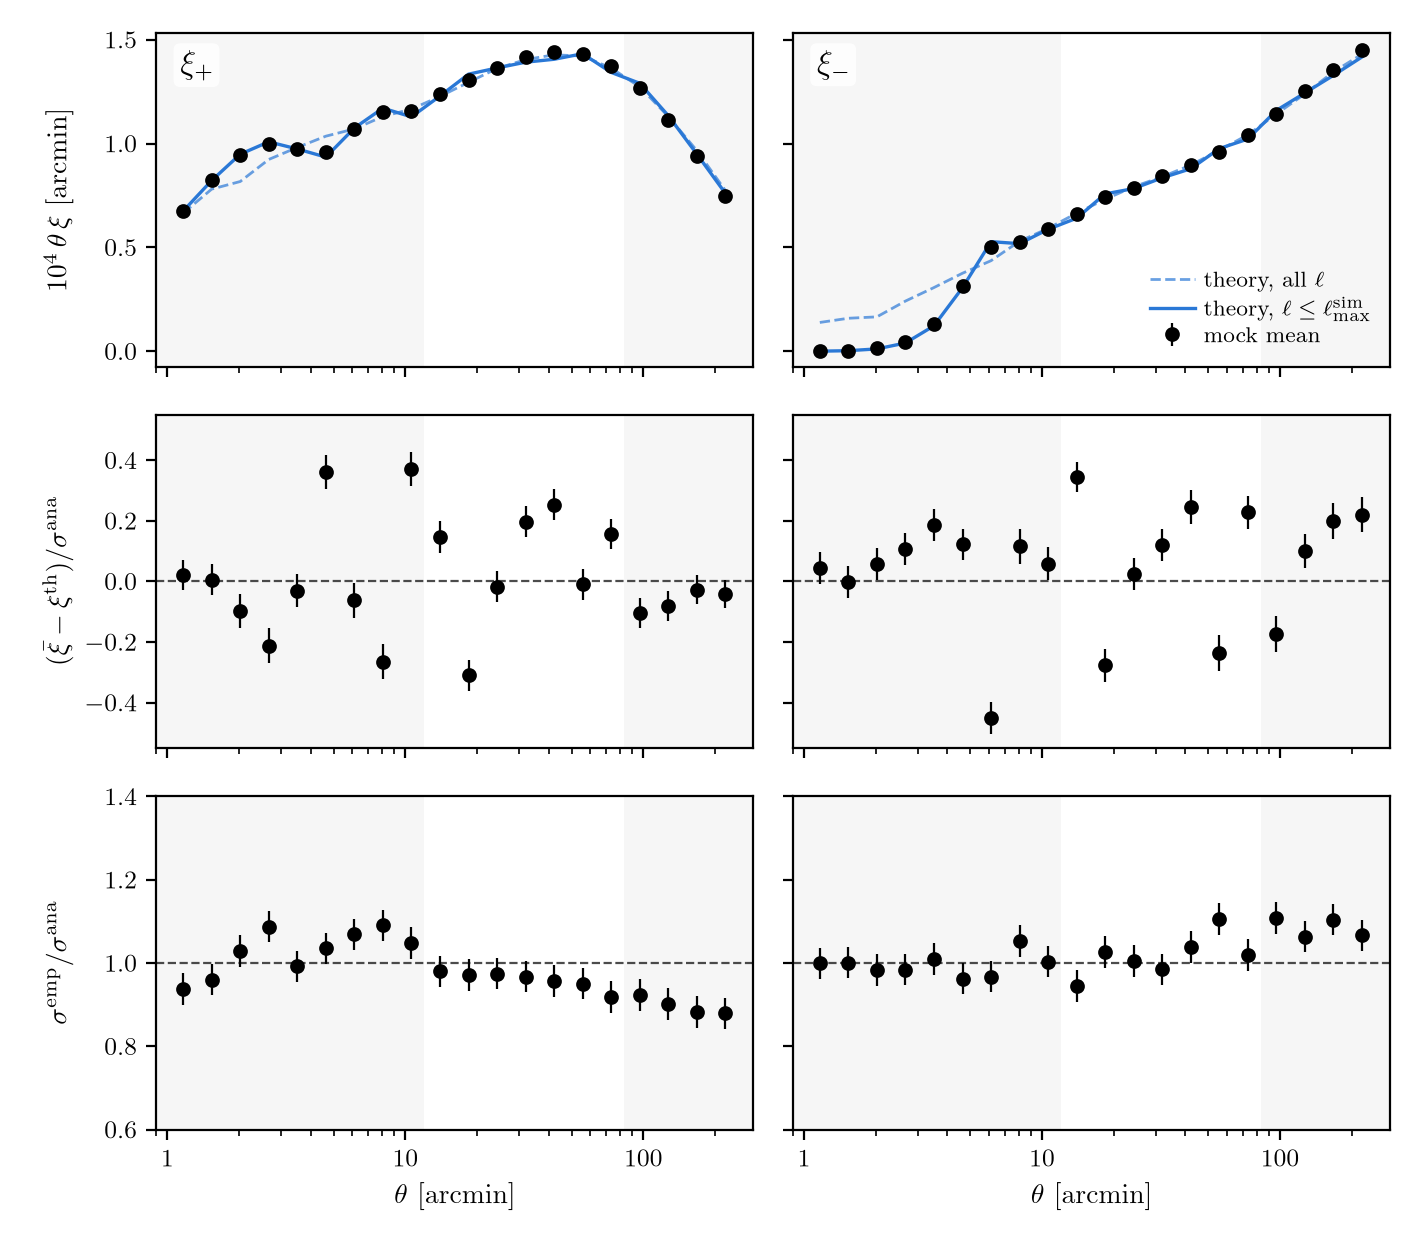 1.5
1.0
0.5
0.0
10⁴ θ ξ [arcmin]
ξ₊
ξ₋
theory, all ℓ
theory, ℓ ≤ ℓ_max^sim
mock mean
0.4
0.2
0.0
−0.2
−0.4
(ξ̄ − ξ^th)/σ^ana
1.4
1.2
1.0
0.8
0.6
σ^emp/σ^ana
1 10 100
θ [arcmin]
1 10 100
θ [arcmin]